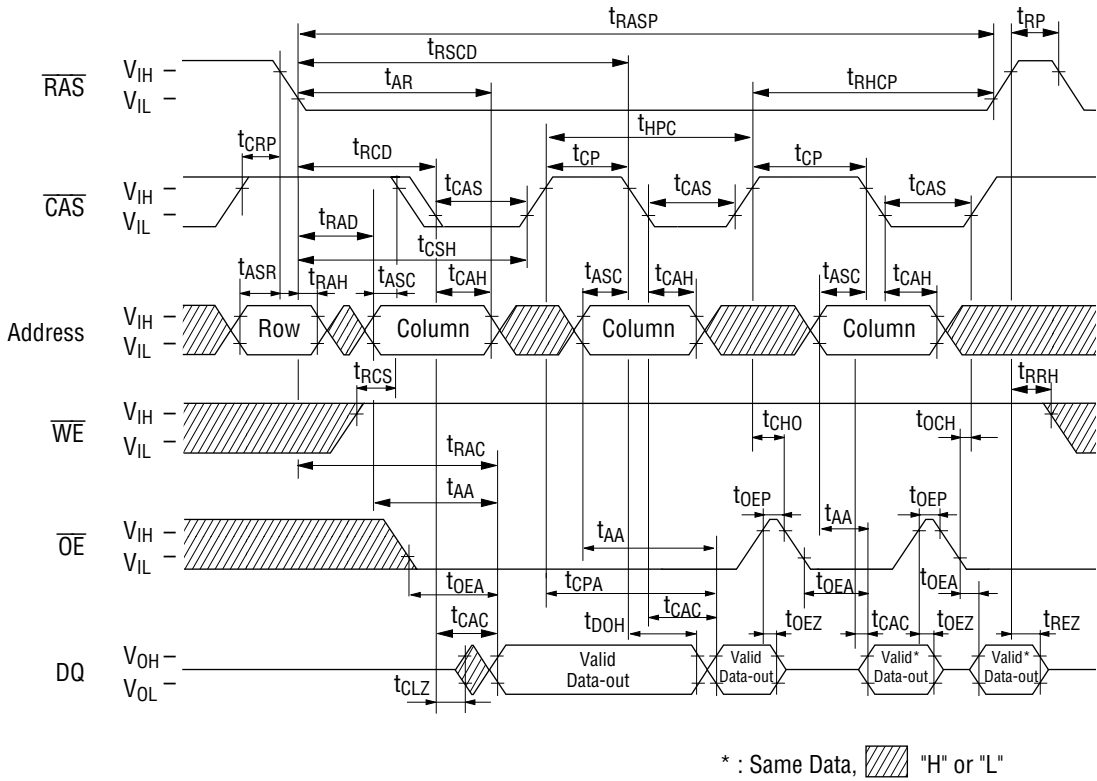 tRASP tRP
tRSCD
RAS VIH VIL tAR tRHCP
tHPC
tCRP tRCD tCP tCP
CAS VIH VIL tCAS tCAS tCAS
tRAD
tCSH
tASR tRAH tASC tCAH tASC tCAH tASC tCAH
Address VIH VIL Row Column Column Column
tRCS tRRH
WE VIH VIL tCHO tOCH
tRAC
tAA tOEP tOEP
OE VIH VIL tAA tAA
tOEA tCPA tOEA tOEA
tCAC tDOH tCAC tOEZ tCAC tOEZ tREZ
DQ VOH VOL Valid Data-out Valid Data-out Valid* Data-out Valid* Data-out
tCLZ
* : Same Data, "H" or "L"